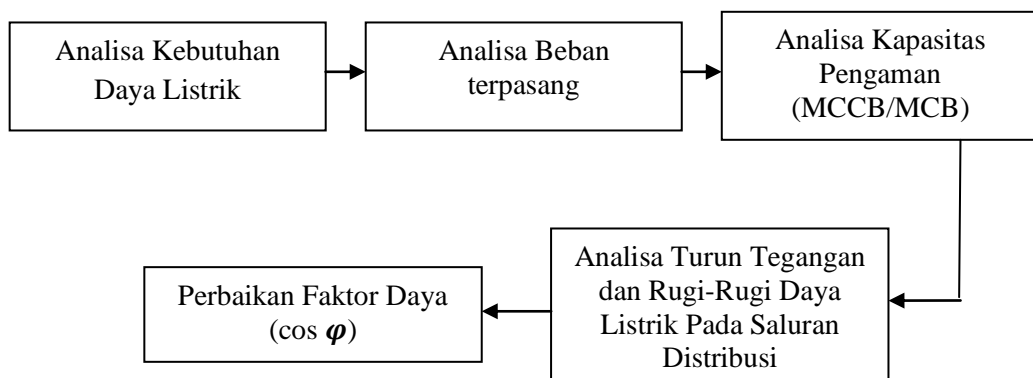 Analisa Kebutuhan
Daya Listrik
Analisa Beban
terpasang
Analisa Kapasitas
Pengaman
(MCCB/MCB)
Analisa Turun Tegangan
dan Rugi-Rugi Daya
Listrik Pada Saluran
Distribusi
Perbaikan Faktor Daya
(cos 𝝋)